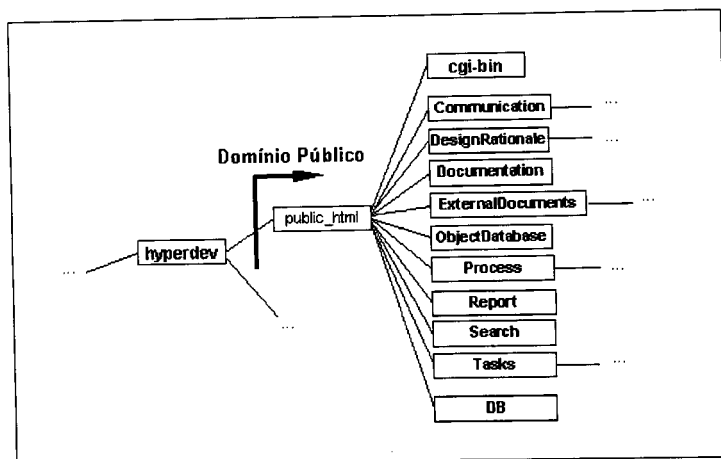 cgi-bin
Communication ...
DesignRationale ...
Domínio Público
Documentation
ExternalDocuments ...
public_html
ObjectDatabase
hyperdev
...
Process ...
Report
...
Search
Tasks ...
DB